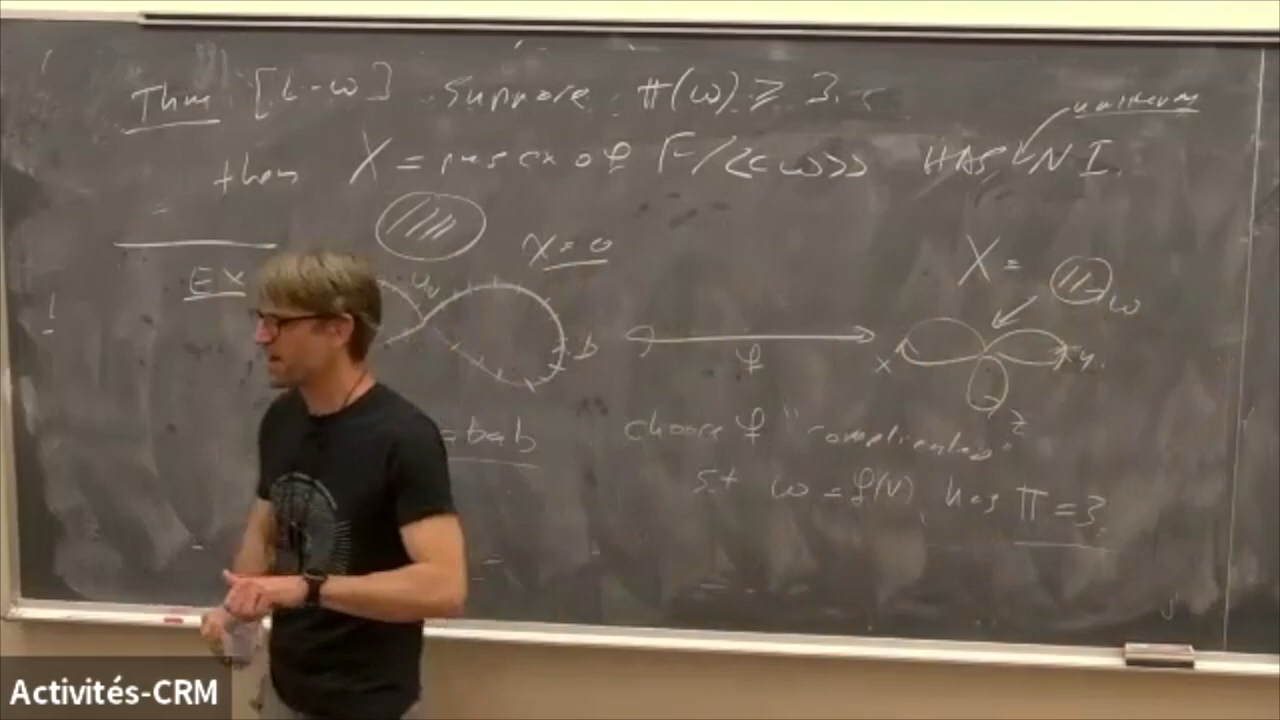 Thm [L-W] Suppose π(ω) ≥ 3.
uniform
then X = pres cx of F/<<ω>> HAS NI.
EX
χ = 0
X =
ω
b
φ
x
y
z
abab
choose φ "complicated"
st ω = φ(v) has π = 3.
Activités-CRM